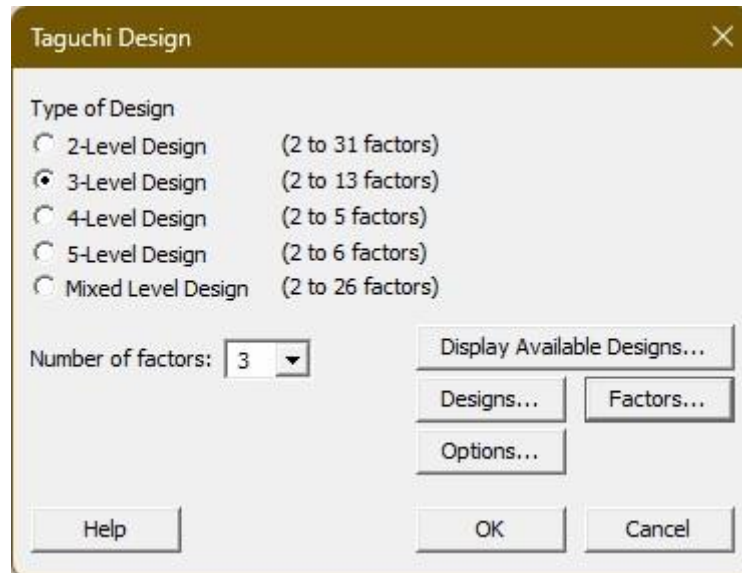 Taguchi Design
Type of Design
2-Level Design (2 to 31 factors)
3-Level Design (2 to 13 factors)
4-Level Design (2 to 5 factors)
5-Level Design (2 to 6 factors)
Mixed Level Design (2 to 26 factors)
Number of factors: 3
Display Available Designs...
Designs... Factors...
Options...
Help OK Cancel